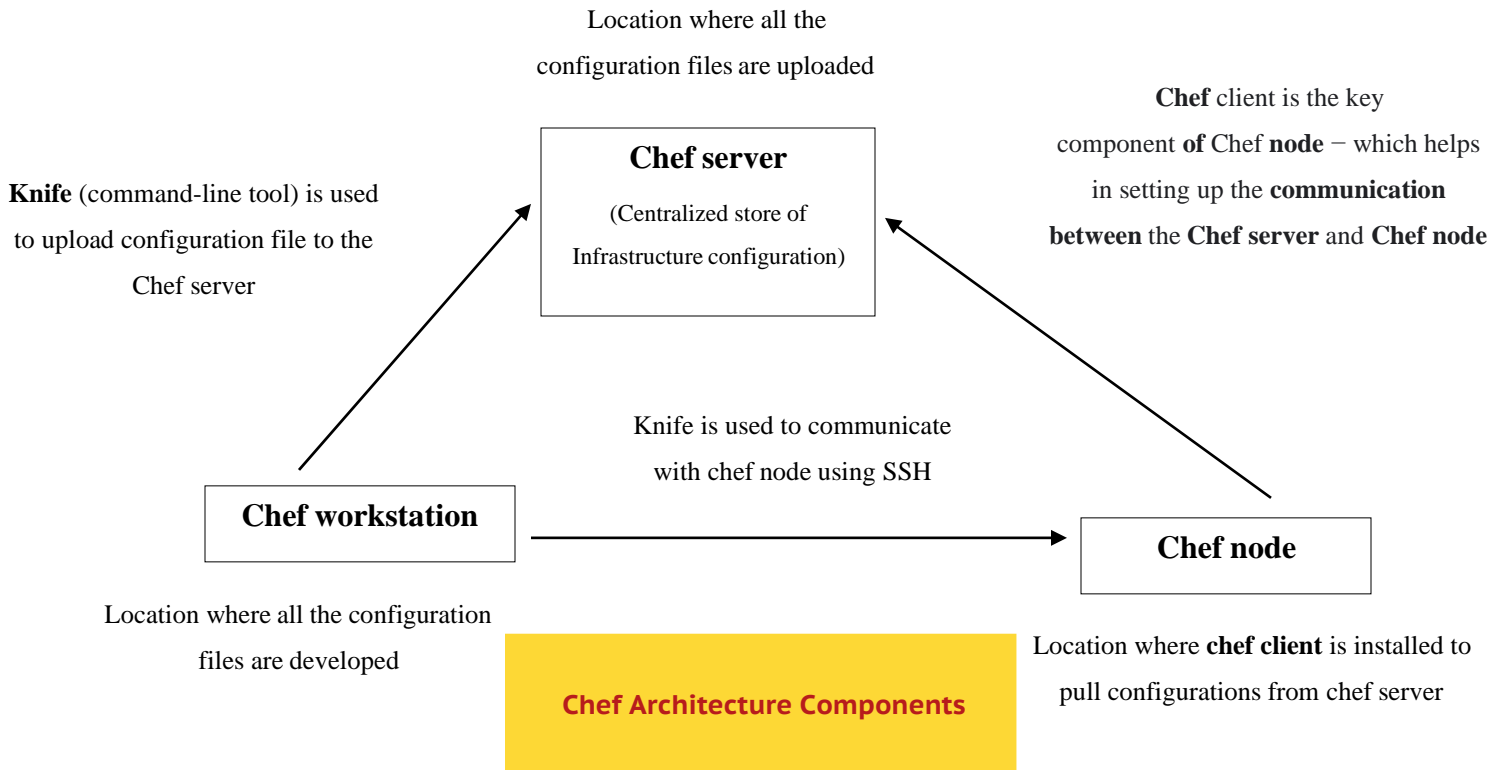 Location where all the
configuration files are uploaded
Chef client is the key
component of Chef node − which helps
in setting up the communication
between the Chef server and Chef node
Chef server
(Centralized store of
Infrastructure configuration)
Knife (command-line tool) is used
to upload configuration file to the
Chef server
Knife is used to communicate
with chef node using SSH
Chef workstation
Chef node
Location where all the configuration
files are developed
Location where chef client is installed to
pull configurations from chef server
Chef Architecture Components